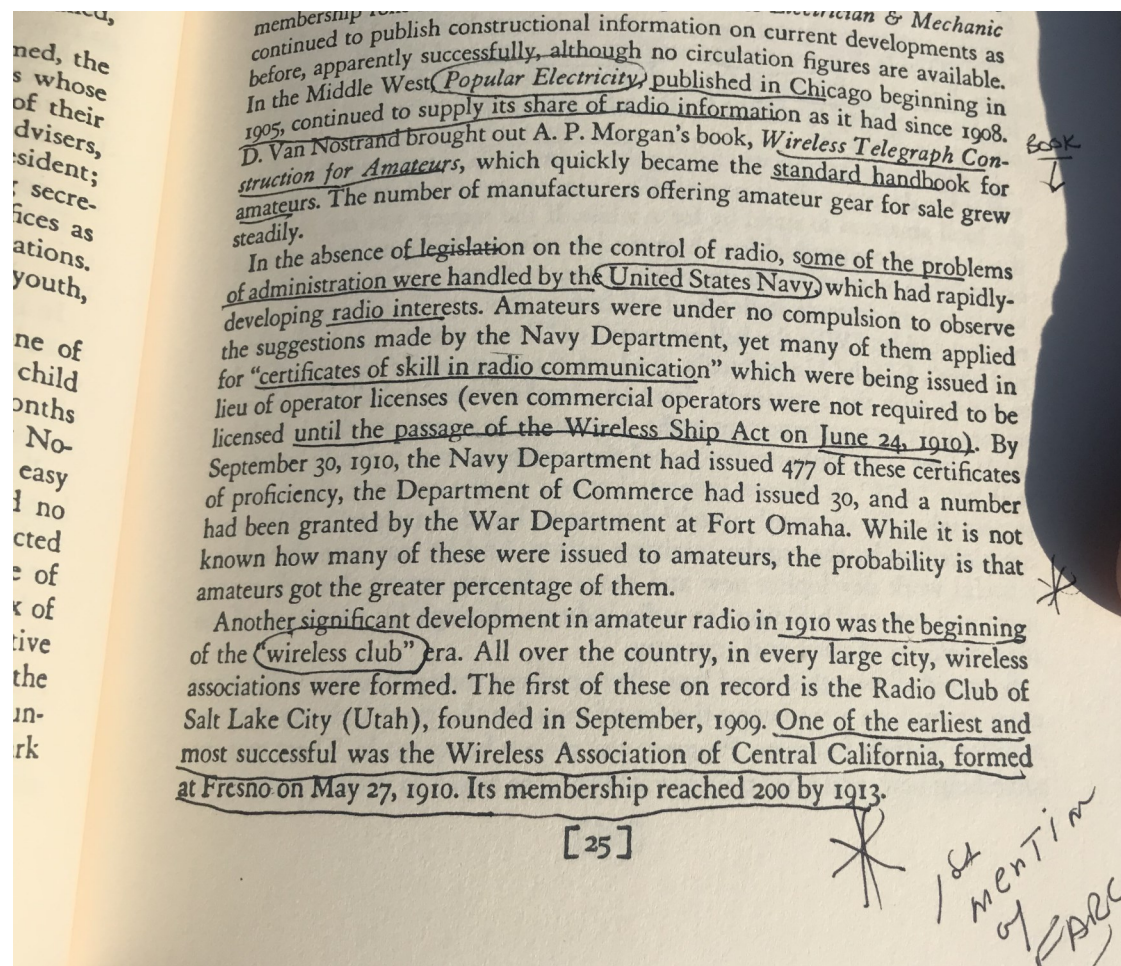 ned, the
s whose
of their
dvisers,
esident;
secre-
fices as
ations.
youth,
ne of
child
onths
No-
easy
d no
cted
e of
k of
tive
the
un-
rk
membership
& Mechanic
continued to publish constructional information on current developments as
before, apparently successfully, although no circulation figures are available.
In the Middle West Popular Electricity, published in Chicago beginning in
1905, continued to supply its share of radio information as it had since 1908.
D. Van Nostrand brought out A. P. Morgan's book, Wireless Telegraph Con-
struction for Amateurs, which quickly became the standard handbook for
amateurs. The number of manufacturers offering amateur gear for sale grew
steadily.
In the absence of legislation on the control of radio, some of the problems
of administration were handled by the United States Navy, which had rapidly-
developing radio interests. Amateurs were under no compulsion to observe
the suggestions made by the Navy Department, yet many of them applied
for "certificates of skill in radio communication" which were being issued in
lieu of operator licenses (even commercial operators were not required to be
licensed until the passage of the Wireless Ship Act on June 24, 1910). By
September 30, 1910, the Navy Department had issued 477 of these certificates
of proficiency, the Department of Commerce had issued 30, and a number
had been granted by the War Department at Fort Omaha. While it is not
known how many of these were issued to amateurs, the probability is that
amateurs got the greater percentage of them.
Another significant development in amateur radio in 1910 was the beginning
of the "wireless club" era. All over the country, in every large city, wireless
associations were formed. The first of these on record is the Radio Club of
Salt Lake City (Utah), founded in September, 1909. One of the earliest and
most successful was the Wireless Association of Central California, formed
at Fresno on May 27, 1910. Its membership reached 200 by 1913.
[25]
BOOK
1st
mention
of
FARC